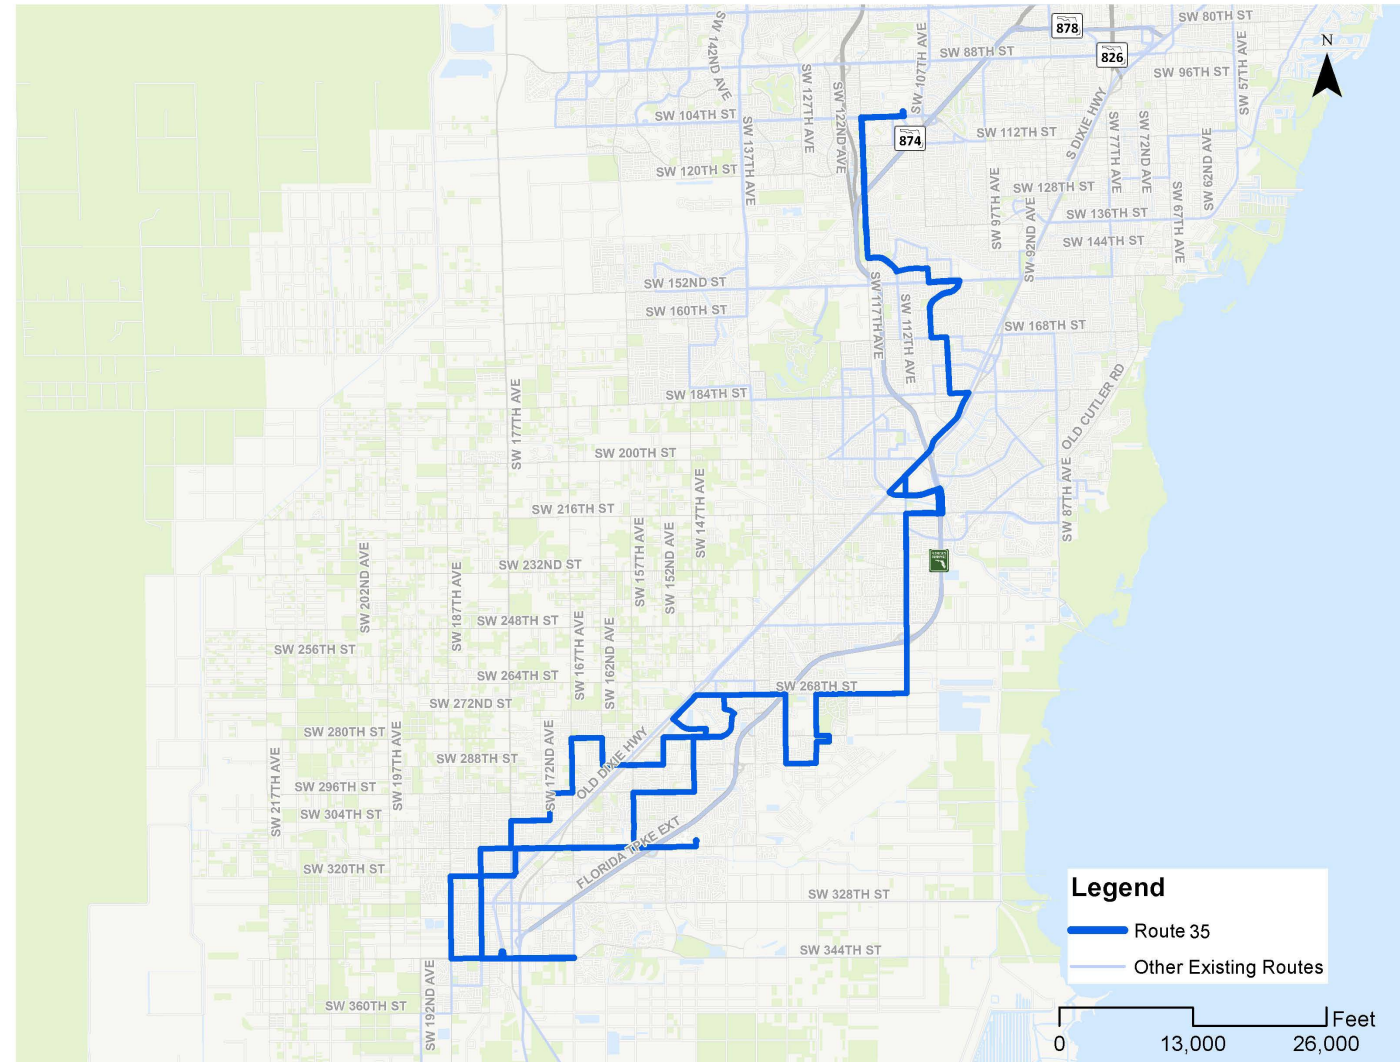 SW 80TH ST
878
826
SW 88TH ST
SW 142ND AVE
SW 107TH AVE
SW 57TH AVE
N
SW 127TH AVE
SW 122ND AVE
SW 96TH ST
S DIXIE HWY
SW 104TH ST
SW 137TH AVE
874
SW 112TH ST
SW 77TH AVE
SW 72ND AVE
SW 62ND AVE
SW 120TH ST
SW 97TH AVE
SW 128TH ST
SW 67TH AVE
SW 92ND AVE
SW 136TH ST
SW 144TH ST
SW 152ND ST
SW 117TH AVE
SW 112TH AVE
SW 160TH ST
SW 168TH ST
SW 184TH ST
SW 177TH AVE
OLD CUTLER RD
SW 200TH ST
SW 147TH AVE
SW 87TH AVE
SW 216TH ST
SW 157TH AVE
SW 152ND AVE
SW 202ND AVE
SW 187TH AVE
SW 232ND ST
SW 248TH ST
SW 167TH AVE
SW 162ND AVE
SW 256TH ST
SW 264TH ST
SW 268TH ST
SW 272ND ST
SW 280TH ST
SW 197TH AVE
SW 172ND AVE
OLD DIXIE HWY
SW 217TH AVE
SW 288TH ST
SW 296TH ST
SW 304TH ST
FLORIDA TPKE EXT
SW 320TH ST
SW 328TH ST
SW 344TH ST
SW 192ND AVE
SW 360TH ST
Legend
Route 35
Other Existing Routes
Feet
0 13,000 26,000